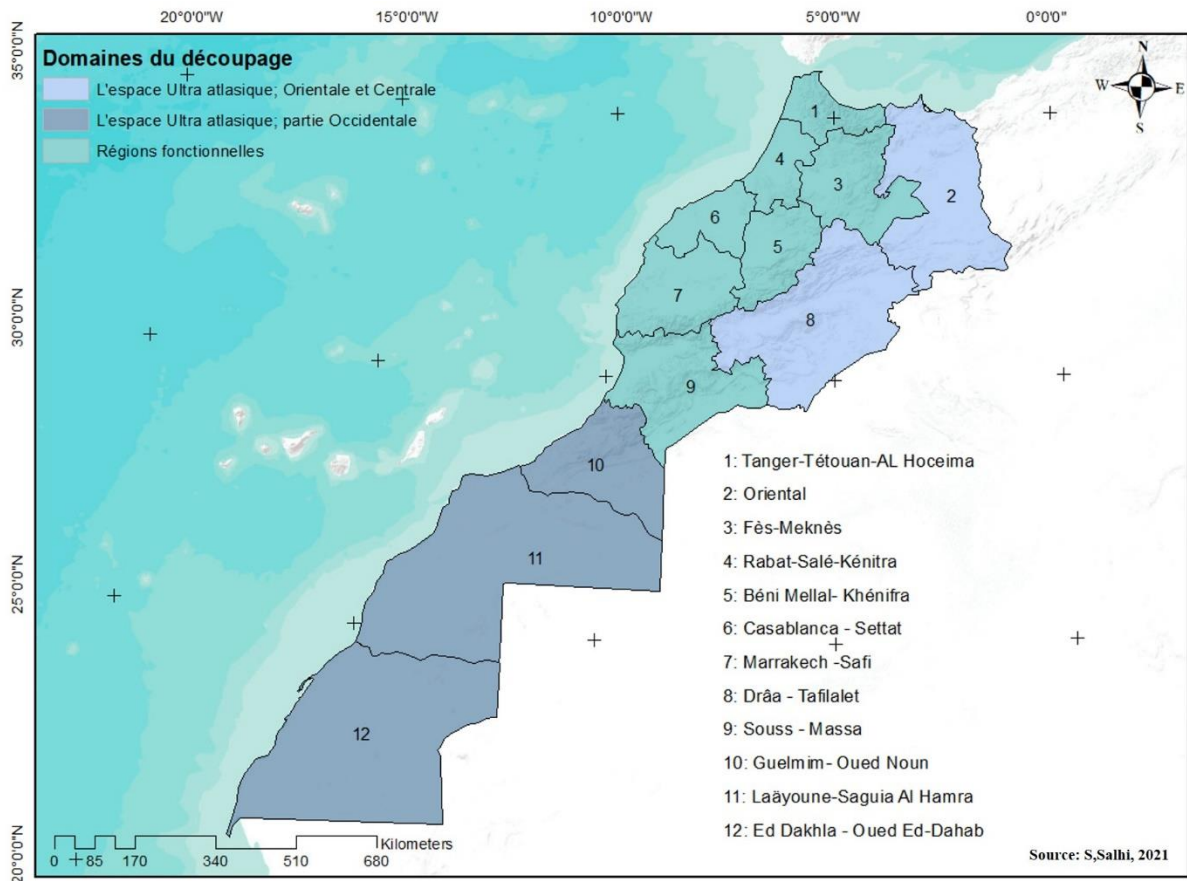 20°0'0"W 15°0'0"W 10°0'0"W 5°0'0"W 0°0'0"
35°0'0"N
30°0'0"N
25°0'0"N
20°0'0"N
Domaines du découpage
L'espace Ultra atlasique; Orientale et Centrale
L'espace Ultra atlasique; partie Occidentale
Régions fonctionnelles
N
W E
S
1
2
3
4
5
6
7
8
9
10
11
12
1: Tanger-Tétouan-AL Hoceima
2: Oriental
3: Fès-Meknès
4: Rabat-Salé-Kénitra
5: Béni Mellal- Khénifra
6: Casablanca - Settat
7: Marrakech -Safi
8: Drâa - Tafilalet
9: Souss - Massa
10: Guelmim- Oued Noun
11: Laäyoune-Saguia Al Hamra
12: Ed Dakhla - Oued Ed-Dahab
Kilometers
0 85 170 340 510 680
Source: S,Salhi, 2021